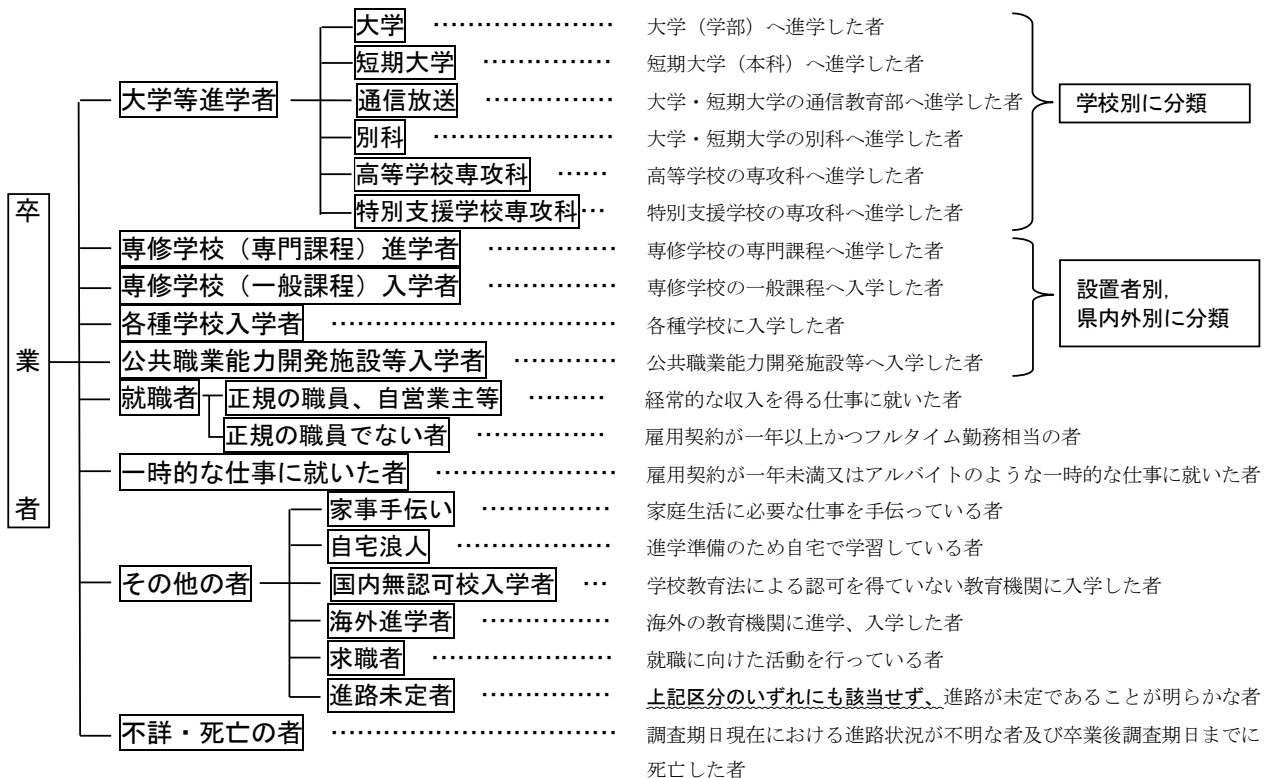 大学 ………………… 大学（学部）へ進学した者
短期大学 …………… 短期大学（本科）へ進学した者
大学等進学者 通信放送 …………… 大学・短期大学の通信教育部へ進学した者 学校別に分類
別科 ………………… 大学・短期大学の別科へ進学した者
高等学校専攻科 …… 高等学校の専攻科へ進学した者
特別支援学校専攻科… 特別支援学校の専攻科へ進学した者
卒業者
専修学校（専門課程）進学者 …………… 専修学校の専門課程へ進学した者
専修学校（一般課程）入学者 …………… 専修学校の一般課程へ入学した者
設置者別,
県内外別に分類
各種学校入学者 ………………………… 各種学校に入学した者
公共職業能力開発施設等入学者 ………… 公共職業能力開発施設等へ入学した者
就職者 正規の職員、自営業主等 ……… 経常的な収入を得る仕事に就いた者
正規の職員でない者 …………… 雇用契約が一年以上かつフルタイム勤務相当の者
一時的な仕事に就いた者 ………………… 雇用契約が一年未満又はアルバイトのような一時的な仕事に就いた者
家事手伝い …………… 家庭生活に必要な仕事を手伝っている者
自宅浪人 ……………… 進学準備のため自宅で学習している者
その他の者 国内無認可校入学者 … 学校教育法による認可を得ていない教育機関に入学した者
海外進学者 …………… 海外の教育機関に進学、入学した者
求職者 ………………… 就職に向けた活動を行っている者
進路未定者 …………… 上記区分のいずれにも該当せず、進路が未定であることが明らかな者
不詳・死亡の者 ………………………… 調査期日現在における進路状況が不明な者及び卒業後調査期日までに
死亡した者